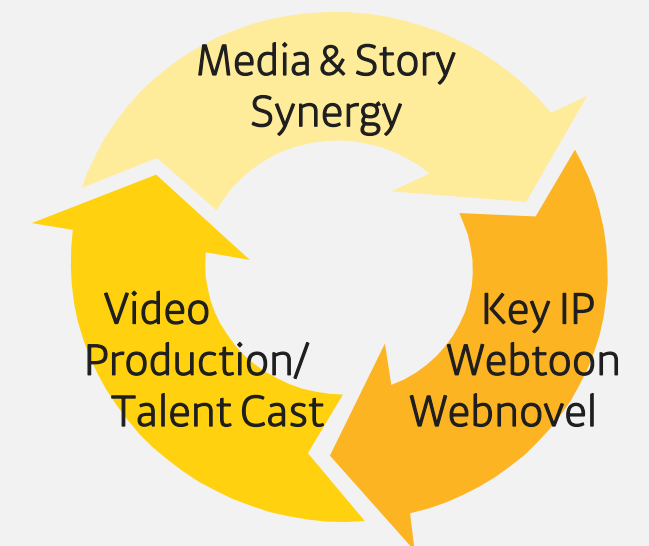 Media & Story
Synergy
Key IP
Webtoon
Webnovel
Video
Production/
Talent Cast